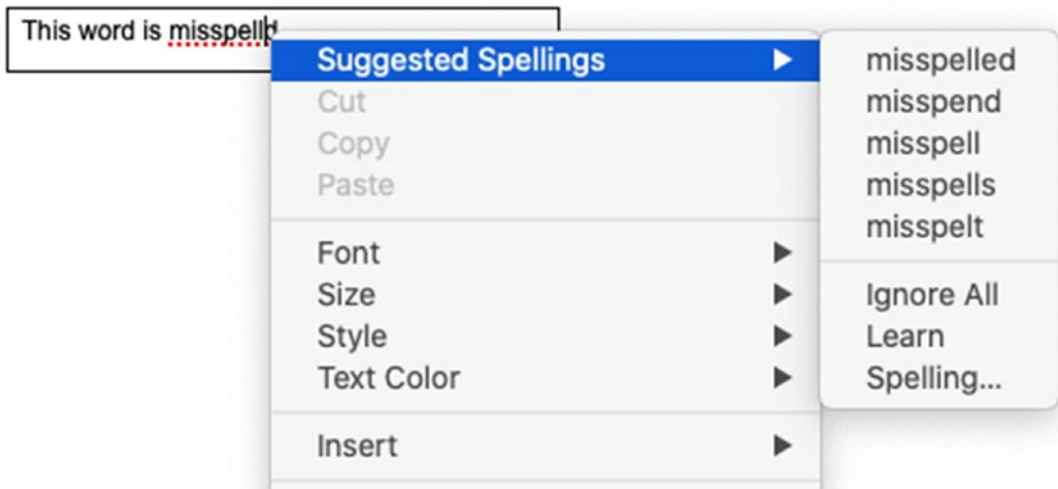 This word is misspelld
Suggested Spellings
Cut
Copy
Paste
Font
Size
Style
Text Color
Insert
misspelled
misspend
misspell
misspells
misspelt
Ignore All
Learn
Spelling...